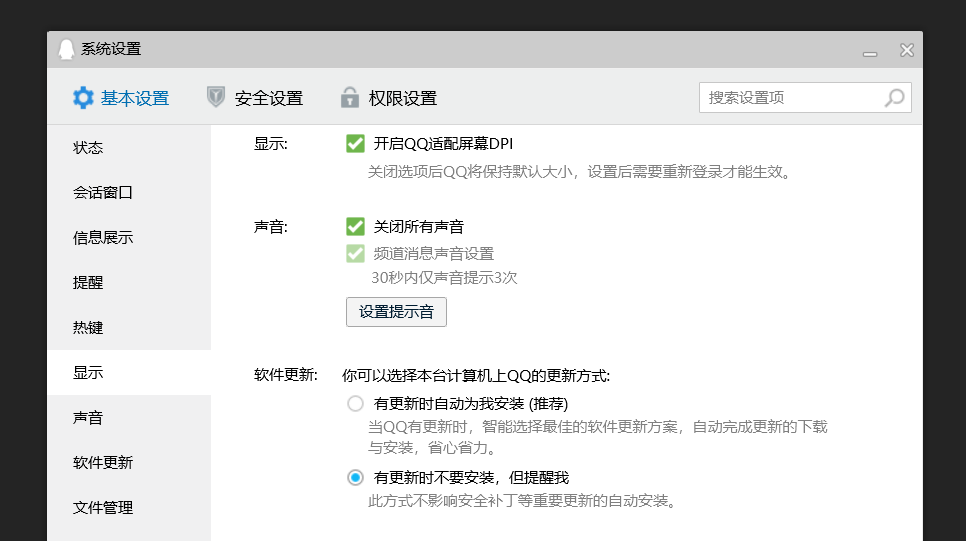 系统设置
基本设置
安全设置
权限设置
搜索设置项
状态
会话窗口
信息展示
提醒
热键
显示
声音
软件更新
文件管理
显示:
开启QQ适配屏幕DPI
关闭选项后QQ将保持默认大小，设置后需要重新登录才能生效。
声音:
关闭所有声音
频道消息声音设置
30秒内仅声音提示3次
设置提示音
软件更新:
你可以选择本台计算机上QQ的更新方式:
有更新时自动为我安装 (推荐)
当QQ有更新时，智能选择最佳的软件更新方案，自动完成更新的下载
与安装，省心省力。
有更新时不要安装，但提醒我
此方式不影响安全补丁等重要更新的自动安装。